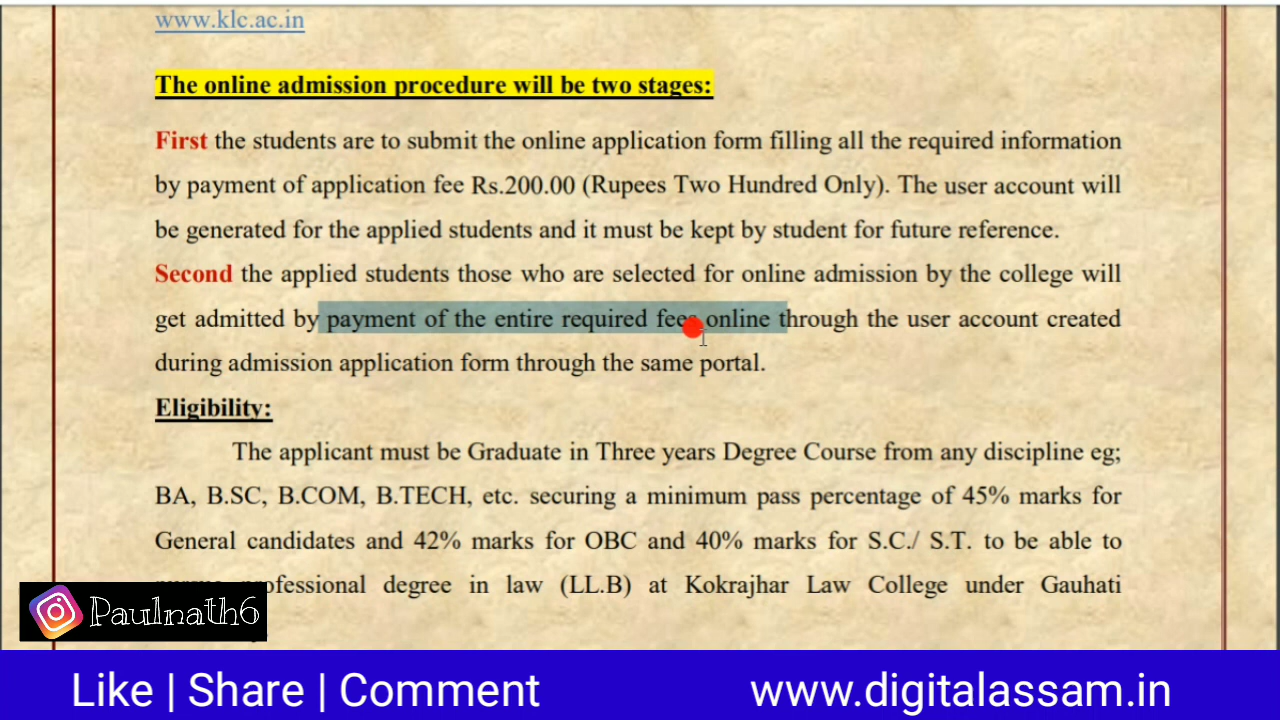 www.klc.ac.in
The online admission procedure will be two stages:
First the students are to submit the online application form filling all the required information
by payment of application fee Rs.200.00 (Rupees Two Hundred Only). The user account will
be generated for the applied students and it must be kept by student for future reference.
Second the applied students those who are selected for online admission by the college will
get admitted by payment of the entire required fees online through the user account created
during admission application form through the same portal.
Eligibility:
The applicant must be Graduate in Three years Degree Course from any discipline eg;
BA, B.SC, B.COM, B.TECH, etc. securing a minimum pass percentage of 45% marks for
General candidates and 42% marks for OBC and 40% marks for S.C./ S.T. to be able to
professional degree in law (LL.B) at Kokrajhar Law College under Gauhati
Paulnath6
Like | Share | Comment
www.digitalassam.in